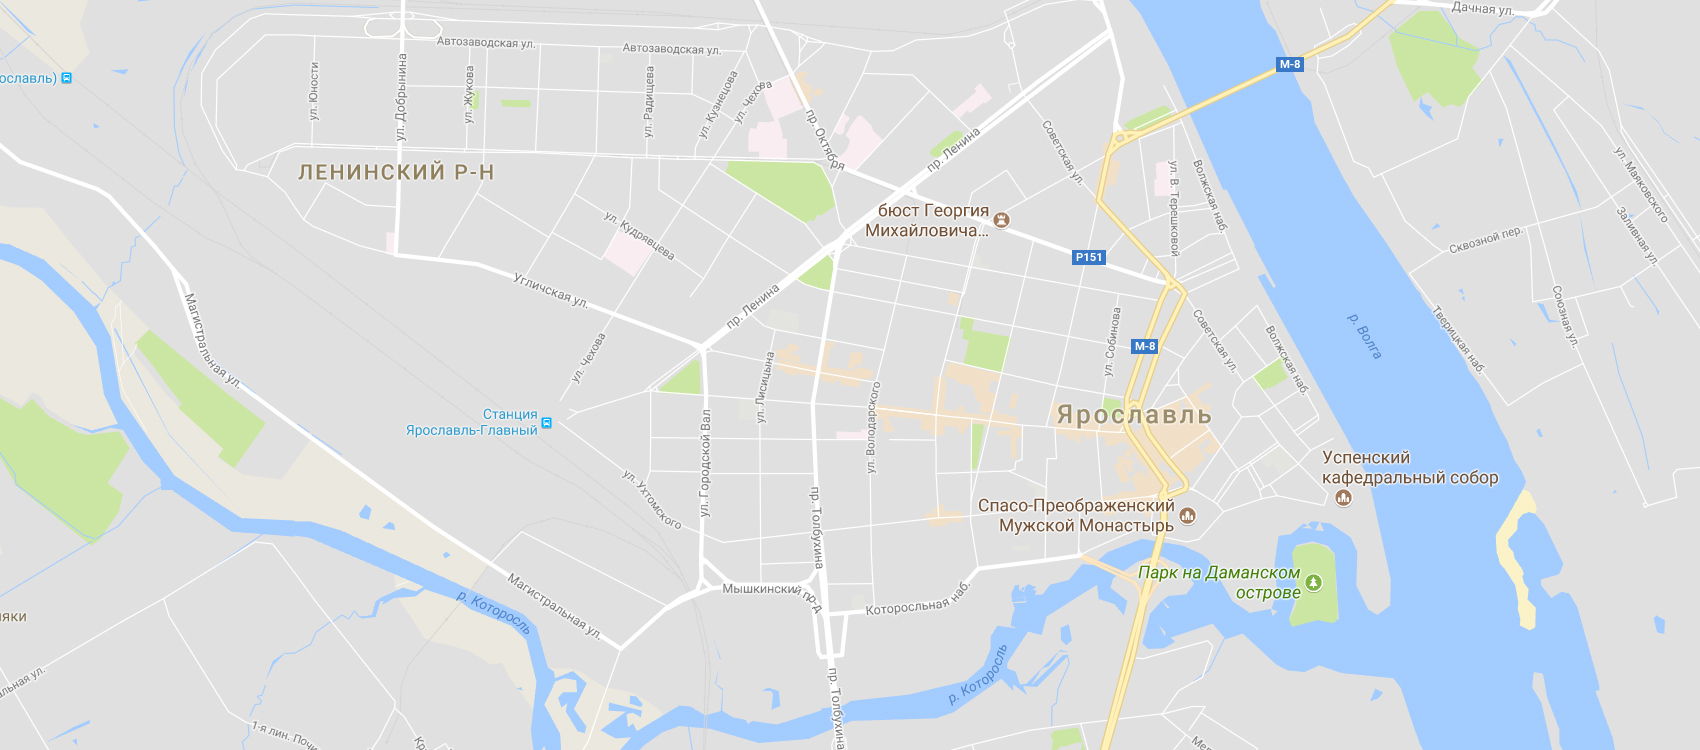 Дачная ул.
Автозаводская ул.
Автозаводская ул.
М-8
ославль)
ул. Юности
ул. Добрынина
ул. Жукова
ул. Радищева
ул. Кузнецова
ул. Чехова
пр. Октября
пр. Ленина
Советская ул.
ул. В. Терешковой
Волжская наб.
ул. Маяковского
ЛЕНИНСКИЙ Р-Н
бюст Георгия
Михайловича...
ул. Кудрявцева
Заливная ул.
Сквозной пер.
Р151
Угличская ул.
пр. Ленина
Магистральная ул.
Союзная ул.
Тверицкая наб.
р. Волга
ул. Собинова
Советская ул.
Волжская наб.
М-8
ул. Чехова
ул. Лисицына
ул. Володарского
Ярославль
Станция
Ярославль-Главный
ул. Городской Вал
Успенский
кафедральный собор
ул. Ухтомского
пр. Толбухина
Спасо-Преображенский
Мужской Монастырь
Парк на Даманском
острове
Магистральная ул.
р. Которосль
Мышкинский пр-д
Которосльная наб.
яки
альная ул.
р. Которосль
пр. Толбухина
1-я лин. Почи